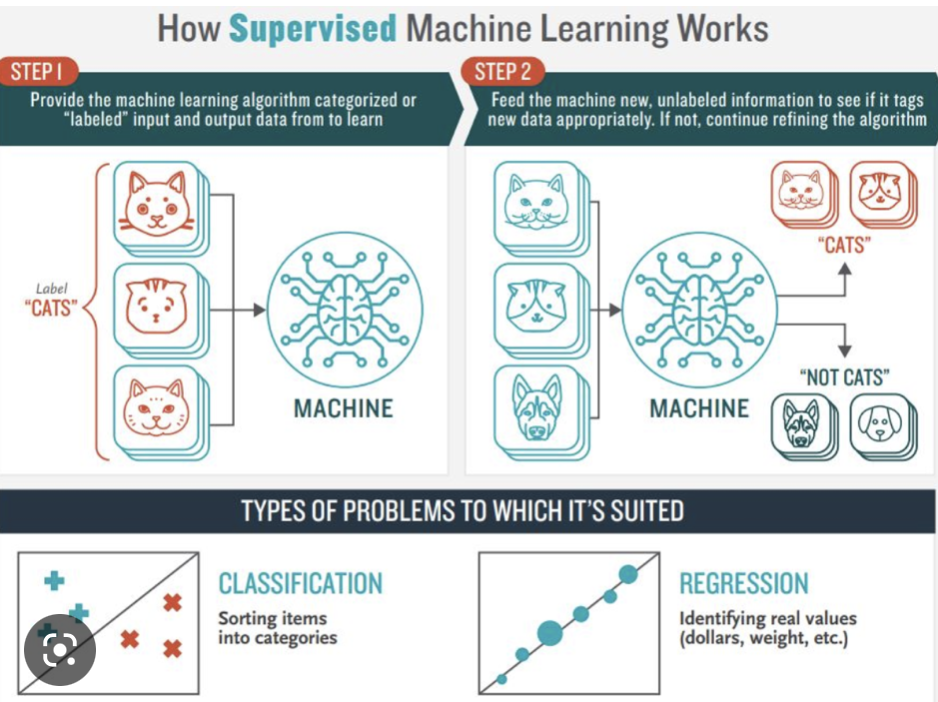 How Supervised Machine Learning Works
STEP 1
Provide the machine learning algorithm categorized or
“labeled” input and output data from to learn
STEP 2
Feed the machine new, unlabeled information to see if it tags
new data appropriately. If not, continue refining the algorithm
Label
“CATS”
MACHINE
MACHINE
“CATS”
“NOT CATS”
TYPES OF PROBLEMS TO WHICH IT’S SUITED
CLASSIFICATION
Sorting items
into categories
REGRESSION
Identifying real values
(dollars, weight, etc.)